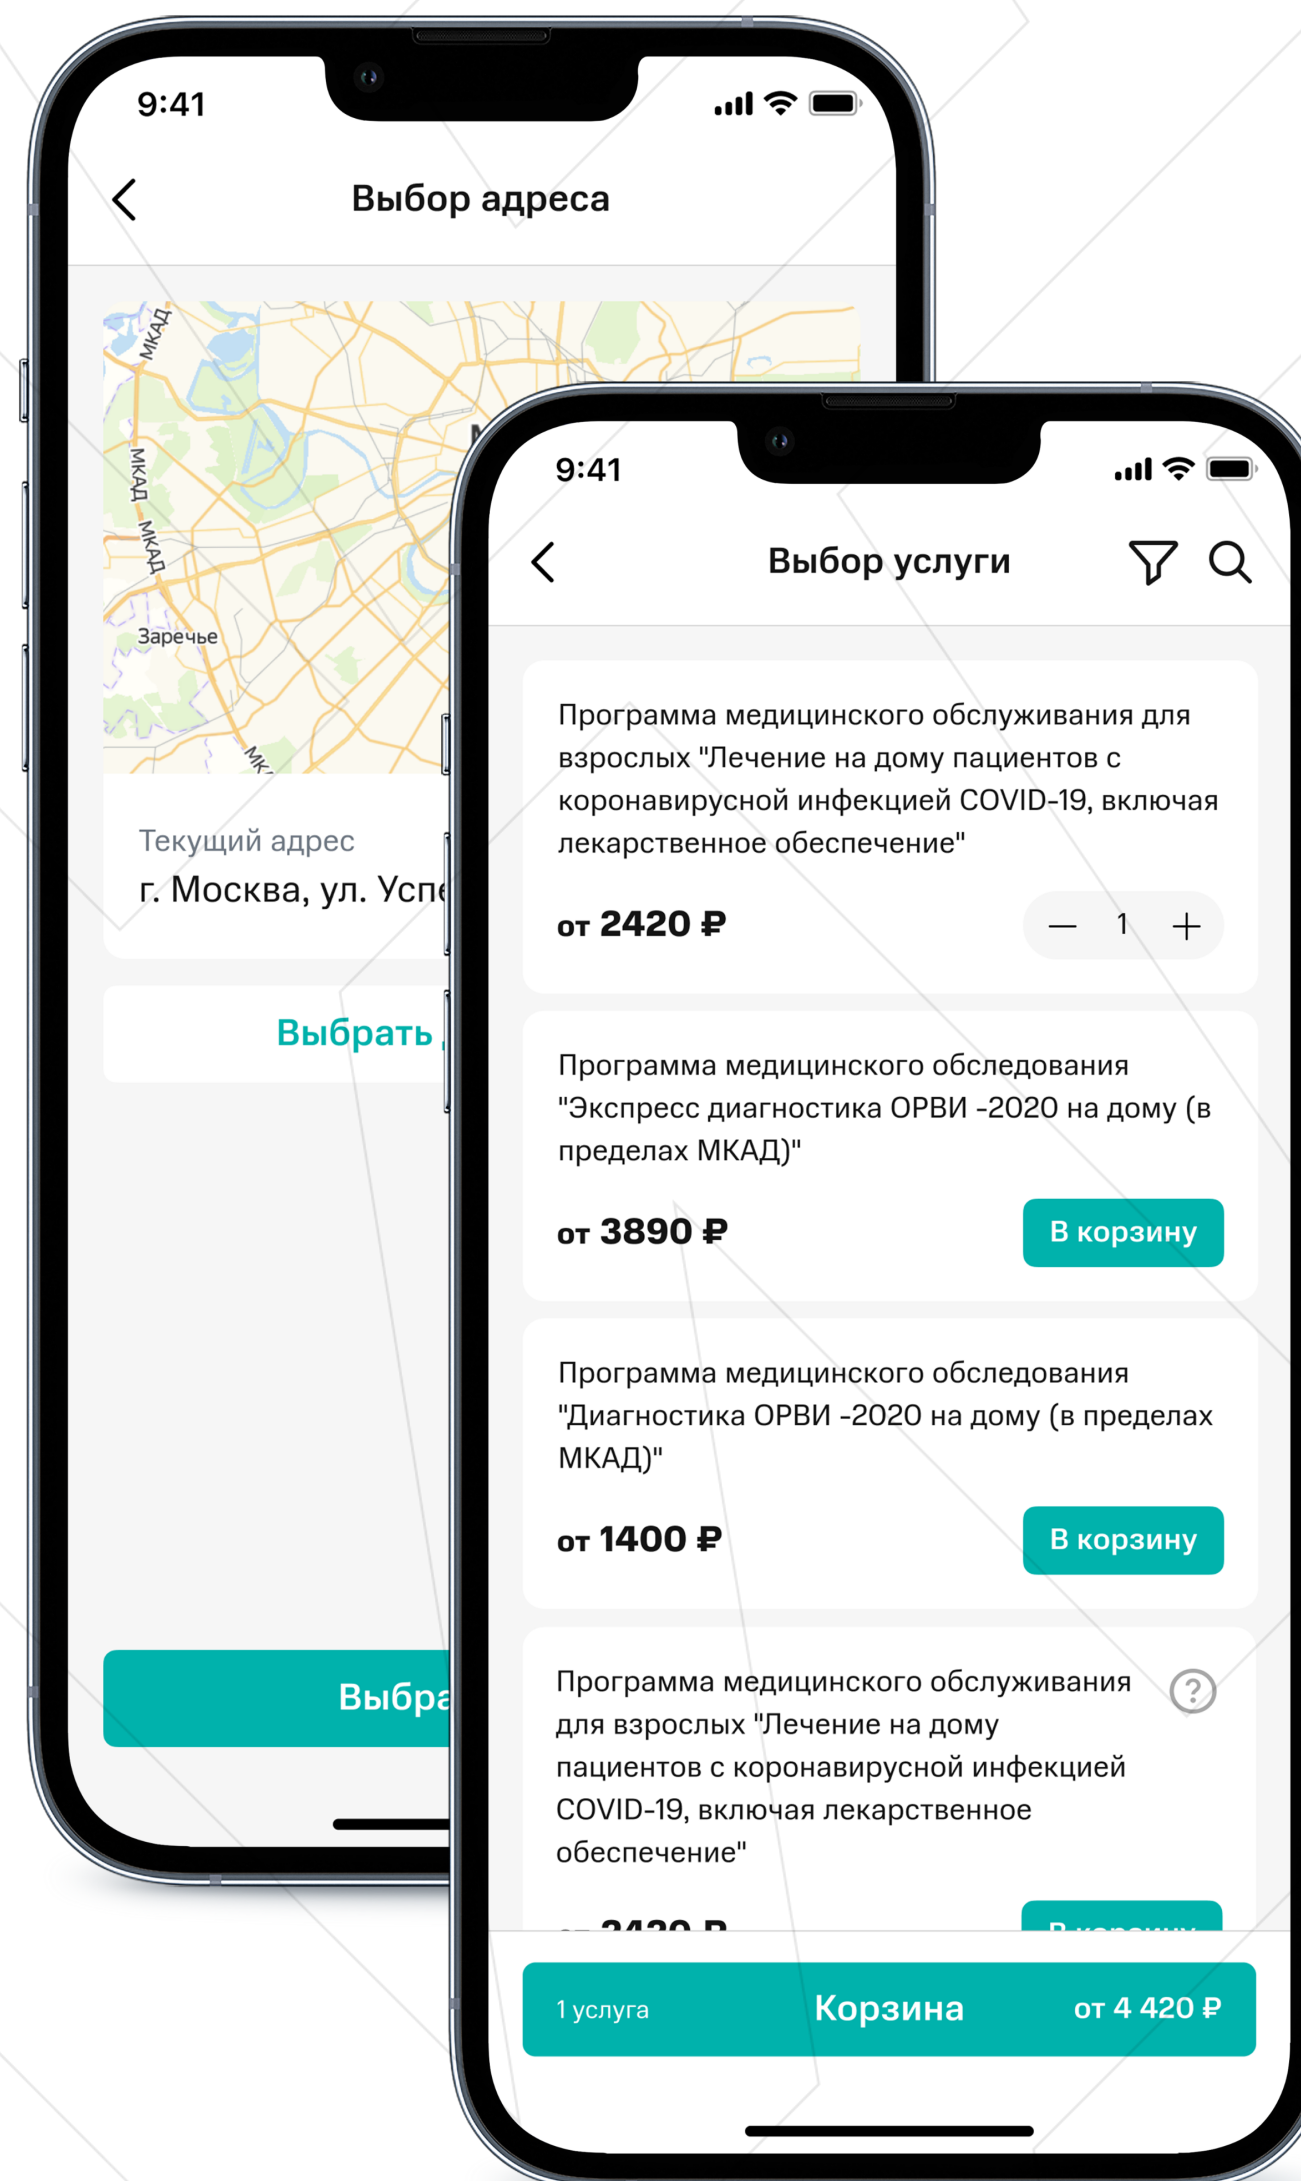 9:41
Выбор адреса
МКАД
МКАД
МКАД
Заречье
Текущий адрес
г. Москва, ул.
Выбрать
9:41
Выбор услуги
Программа медицинского обслуживания для
взрослых "Лечение на дому пациентов с
коронавирусной инфекцией COVID-19, включая
лекарственное обеспечение"
от 2420 ₽
— 1 +
Программа медицинского обследования
"Экспресс диагностика ОРВИ -2020 на дому (в
пределах МКАД)"
от 3890 ₽
В корзину
Программа медицинского обследования
"Диагностика ОРВИ -2020 на дому (в пределах
МКАД)"
от 1400 ₽
В корзину
Программа медицинского обслуживания
для взрослых "Лечение на дому
пациентов с коронавирусной инфекцией
COVID-19, включая лекарственное
обеспечение"
?
В корзину
1 услуга
Корзина
от 4 420 ₽